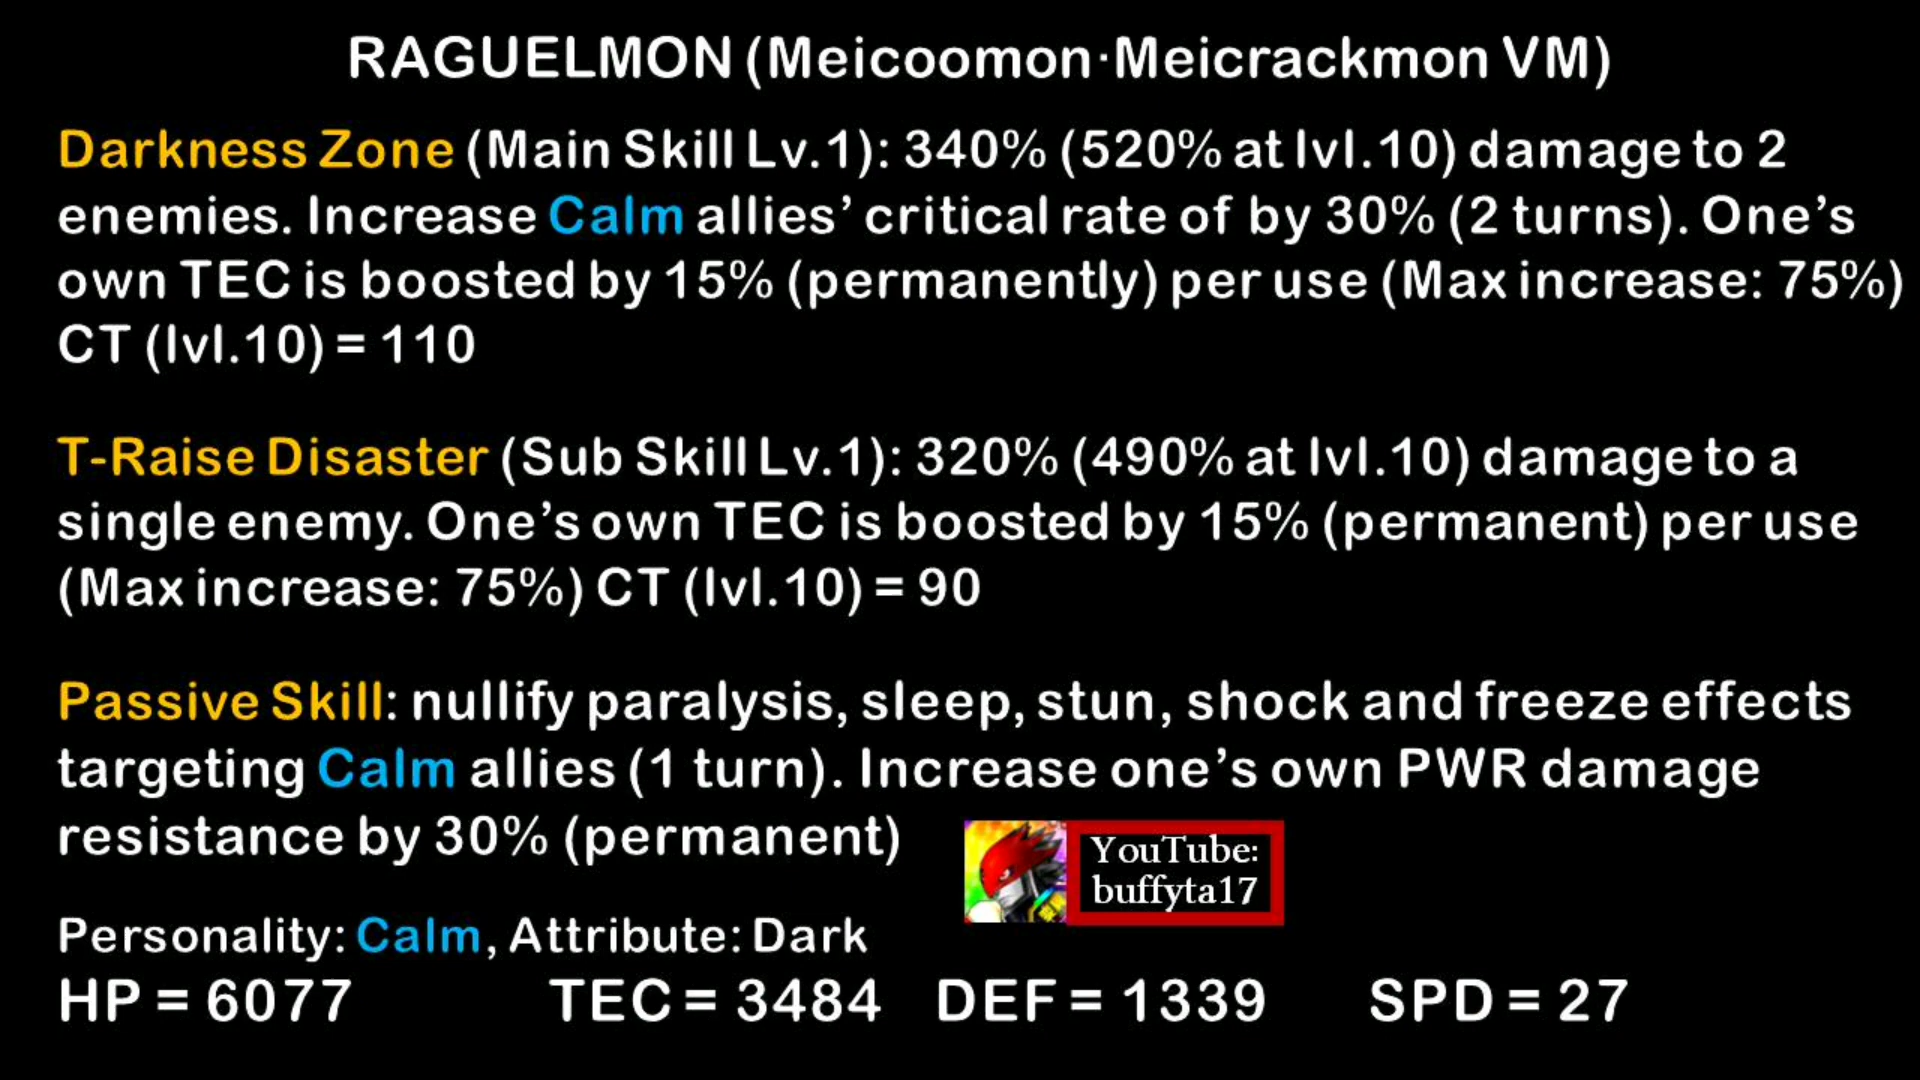 RAGUELMON (Meicoomon·Meicrackmon VM)
Darkness Zone (Main Skill Lv.1): 340% (520% at lvl.10) damage to 2
enemies. Increase Calm allies’ critical rate of by 30% (2 turns). One’s
own TEC is boosted by 15% (permanently) per use (Max increase: 75%)
CT (lvl.10) = 110
T-Raise Disaster (Sub Skill Lv.1): 320% (490% at lvl.10) damage to a
single enemy. One’s own TEC is boosted by 15% (permanent) per use
(Max increase: 75%) CT (lvl.10) = 90
Passive Skill: nullify paralysis, sleep, stun, shock and freeze effects
targeting Calm allies (1 turn). Increase one’s own PWR damage
resistance by 30% (permanent)
YouTube:
buffyta17
Personality: Calm, Attribute: Dark
HP = 6077 TEC = 3484 DEF = 1339 SPD = 27